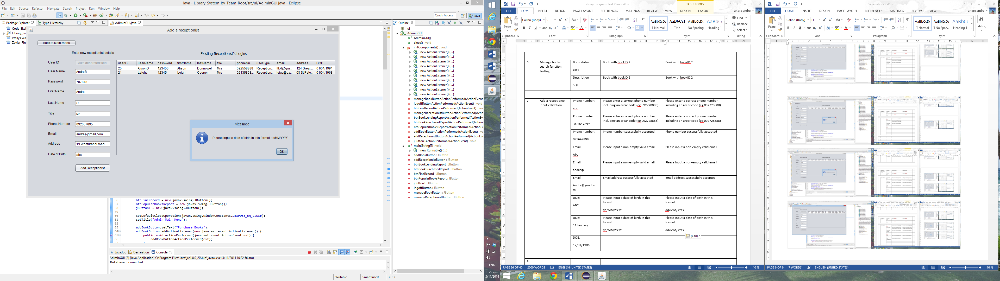 Java - Library_System_by_Team_Root/src/ui/AdiminGUI.java - Eclipse
File Edit Source Refactor Navigate Search Project Run Window Help
Quick Access
Java
Package Explorer
Type Hierarchy
AdiminGUI.java
Code_Skel
Library_Sy
Wallys Wa
Zavier_Fin
Add a receptionist
Back to Main menu
Enter new receptionist details
Existing Receptionist's Logins
User ID Auto generated field
User Name AndreB
Password 787878
First Name Andre
Last Name C
Title Mr
Phone Number 092687895
Email andre@gmail.com
Address 19 Wheturangi road
Date of Birth abc
Add Receptionist
userID userName password firstName lastName title phoneNu... userType email address DOB
20 AlisonD 123456 Alison Donnowel Mrs 092558888 Reception... llkkl@gm... 124 Great ... 01/01/1991
21 Leighc 12345 Leigh Cooper Mrs 02135868... Reception... leigc@pa... 58 St Pete... 01/04/1968
Message
Please input a date of birth in this format dd/MM/YYYY
OK
56 btnFineRecord = new javax.swing.JButton();
57 btnPopularBooksReport = new javax.swing.JButton();
58 jButton1 = new javax.swing.JButton();
59
60 setDefaultCloseOperation(javax.swing.WindowConstants.DISPOSE_ON_CLOSE);
61 setTitle("Admin Main Menu");
62
63 addBookButton.setText("Purchase Books");
64 addBookButton.addActionListener(new java.awt.event.ActionListener() {
65 public void actionPerformed(java.awt.event.ActionEvent evt) {
66 addBookButtonActionPerformed(evt);
Javadoc Declaration Console
AdiminGUI (2) [Java Application] C:\Program Files\Java\jre1.8.0_20\bin\javaw.exe (3/11/2014 10:22:56 am)
Database connected
Writable Smart Insert 30 : 5
Outline
ui
AdiminGUI
AdiminGUI()
close() : void
initComponents() : void
new ActionListener() {...}
new ActionListener() {...}
new ActionListener() {...}
new ActionListener() {...}
new ActionListener() {...}
new ActionListener() {...}
new ActionListener() {...}
new ActionListener() {...}
new ActionListener() {...}
new ActionListener() {...}
manageBookButtonActionPerformed(ActionEvent
logoffButtonActionPerformed(ActionEvent) : void
btnFineRecordActionPerformed(ActionEvent) : void
manageReceptionistButtonActionPerformed(Actio
btnBookLendingReportActionPerformed(ActionEv
btnBookPurchasedReportActionPerformed(Action
btnPopularBooksReportActionPerformed(ActionEv
addBookButtonActionPerformed(ActionEvent) : vc
addReceptionistButtonActionPerformed(ActionEve
jButton1ActionPerformed(ActionEvent) : void
main(String[]) : void
new Runnable() {...}
addBookButton : JButton
addReceptionistButton : JButton
btnBookLendingReport : JButton
btnBookPurchasedReport : JButton
btnFineRecord : JButton
btnPopularBooksReport : JButton
jButton1 : JButton
logoffButton : JButton
manageBookButton : JButton
manageReceptionistButton : JButton
ENG
10:29 a.m.
3/11/2014
Library program Test Plan - Word
TABLE TOOLS
FILE HOME INSERT DESIGN PAGE LAYOUT REFERENCES MAILINGS REVIEW VIEW DESIGN LAYOUT andre andre
Calibri (Body) 9
Paste
Clipboard Font Paragraph Styles Editing
AaBbCcDc AaBbCcl AaBbCcDc AaBbCc
¶ Normal Title No Spacing Heading 1
Find
Replace
Select
6. Manage books search function testing
Book status:
Lost
Book with bookID 2
Book with bookID 2
Description
SQL
Book with bookID 2
Book with bookID 2
7. Add a receptionist input validation
Phone number:
abc
Please enter a correct phone number including an arear code (eg 092728888)
Please enter a correct phone number including an arear code (eg 092728888)
Phone number:
-095647899
Please enter a correct phone number including an arear code (eg 092728888)
Please enter a correct phone number including an arear code (eg 092728888)
Phone number:
095647899
Phone number successfully accepted
Phone number successfully accepted
Email:
Abc
Please input a non-empty valid email
Please input a non-empty valid email
Email:
andre@
Please input a non-empty valid email
Please input a non-empty valid email
Email:
Andre@gmail.co
m
Email address successfully accepted
Email address successfully accepted
DOB:
ABC
Please input a date of birth in this format:
dd/MM/YYYY
Please input a date of birth in this format:
dd/MM/YYYY
DOB:
12 January
Please input a date of birth in this format:
dd/MM/YYYY
Please input a date of birth in this format:
dd/MM/YYYY
(Ctrl)
DOB:
12/01/1986
8.
PAGE 36 OF 40 2000 WORDS ENGLISH (UNITED STATES) 110 %
Sceenshots - Word
FILE HOME INSERT DESIGN PAGE LAYOUT REFERENCES MAILINGS REVIEW VIEW andre andre
Calibri (Body) 11
Paste
Clipboard Font Paragraph Styles
AaBbCcDc AaBbCcDc AaBbCc
¶ Normal ¶ No Spac... Heading 1
Editing
PAGE 8 OF 8 7 WORDS ENGLISH (UNITED STATES) 110 %